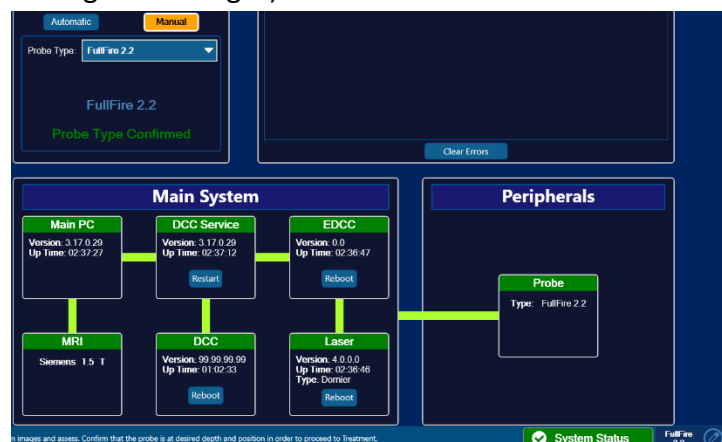 Automatic Manual
Probe Type: FullFire 2.2
FullFire 2.2
Probe Type Confirmed
Clear Errors
Main System
Main PC
Version: 3.17.0.29
Up Time: 02:37:27
DCC Service
Version: 3.17.0.29
Up Time: 02:37:12
Restart
EDCC
Version: 0.0
Up Time: 02:36:47
Reboot
MRI
Siemens 1.5 T
DCC
Version: 99.99.99.99
Up Time: 01:02:33
Reboot
Laser
Version: 4.0.0.0
Up Time: 02:36:46
Type: Dornier
Reboot
Peripherals
Probe
Type: FullFire 2.2
n images and assess. Confirm that the probe is at desired depth and position in order to proceed to Treatment.
System Status
FullFire